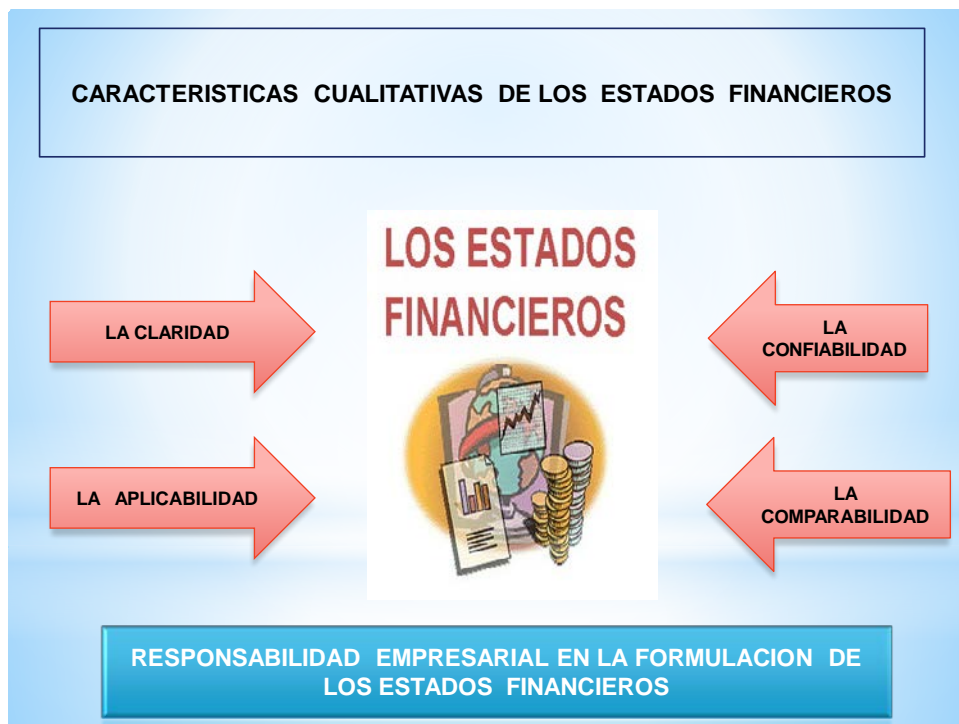 CARACTERISTICAS CUALITATIVAS DE LOS ESTADOS FINANCIEROS
LOS ESTADOS
FINANCIEROS
LA CLARIDAD
LA
CONFIABILIDAD
LA APLICABILIDAD
LA
COMPARABILIDAD
RESPONSABILIDAD EMPRESARIAL EN LA FORMULACION DE
LOS ESTADOS FINANCIEROS